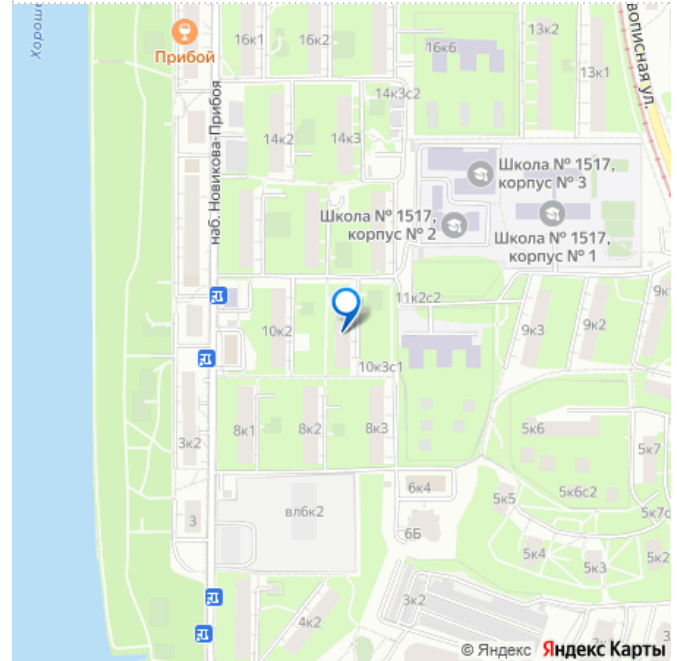 Хороше
Прибой
16к1
16к2
16к6
13к2
13к1
вописная ул.
14к3с2
14к2
14к3
наб. Новикова-Прибоя
Школа № 1517,
корпус № 3
Школа № 1517,
корпус № 2
Школа № 1517,
корпус № 1
11к2с2
9к
9к3
9к2
10к2
10к3с1
8к1
8к2
8к3
3к2
5к6
5к7
6к4
5к5
5к6с2
5к7с
вл6к2
3
6Б
5к4
5к3
5к2
4к2
3к2
2к
© Яндекс Яндекс Карты